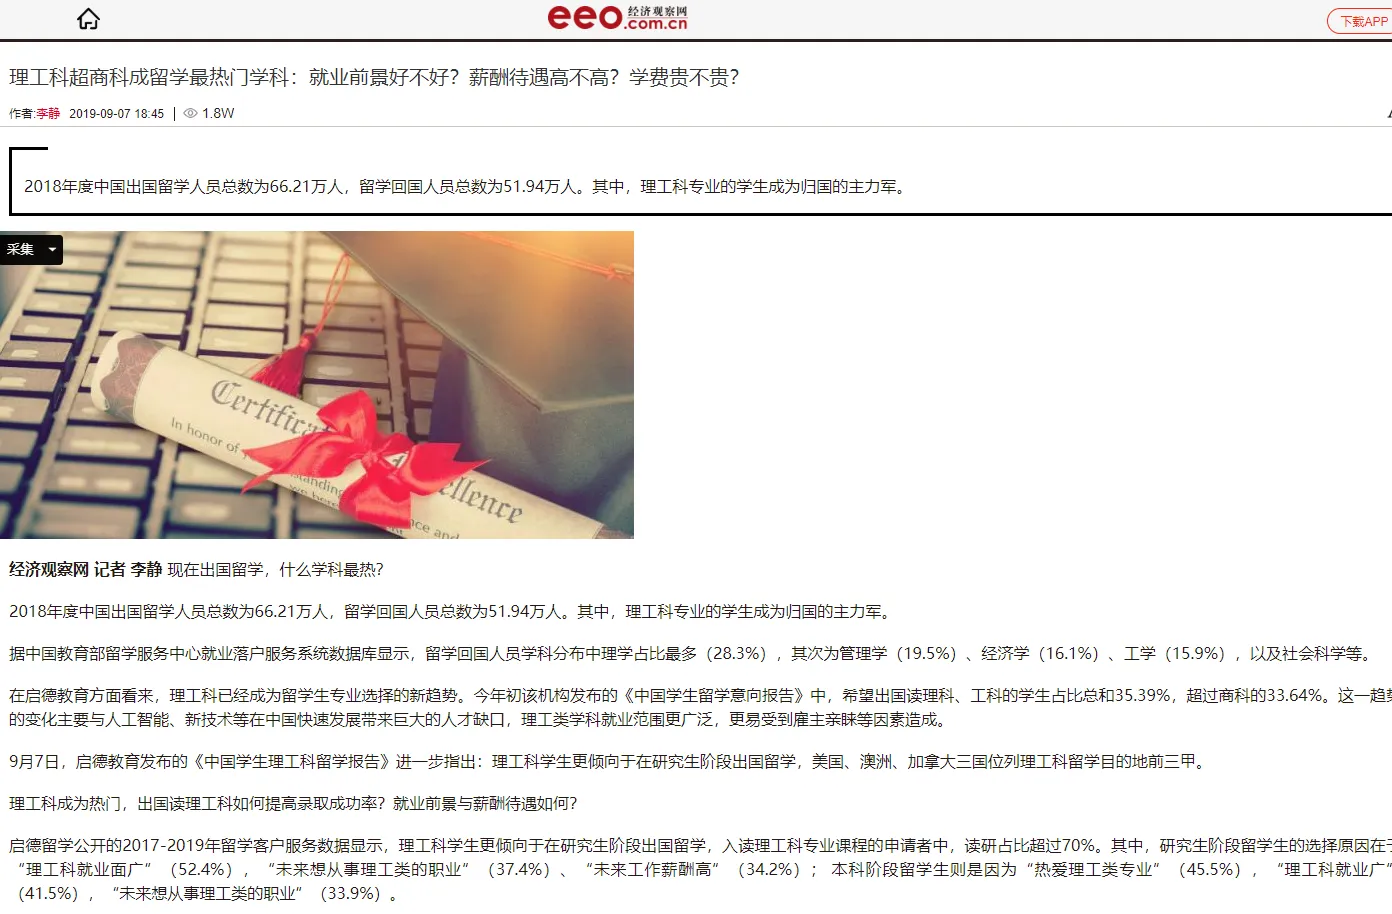 eeo 经济观察网
.com.cn
下载APP
理工科超商科成留学最热门学科：就业前景好不好？薪酬待遇高不高？学费贵不贵？
作者:李静 2019-09-07 18:45 | 1.8W
2018年度中国出国留学人员总数为66.21万人，留学回国人员总数为51.94万人。其中，理工科专业的学生成为归国的主力军。
采集
Certifica
In honor of
standing
we here
ellence
nce and
经济观察网 记者 李静 现在出国留学，什么学科最热？
2018年度中国出国留学人员总数为66.21万人，留学回国人员总数为51.94万人。其中，理工科专业的学生成为归国的主力军。
据中国教育部留学服务中心就业落户服务系统数据库显示，留学回国人员学科分布中理学占比最多（28.3%），其次为管理学（19.5%）、经济学（16.1%）、工学（15.9%），以及社会科学等。
在启德教育方面看来，理工科已经成为留学生专业选择的新趋势。今年初该机构发布的《中国学生留学意向报告》中，希望出国读理科、工科的学生占比总和35.39%，超过商科的33.64%。这一趋势
的变化主要与人工智能、新技术等在中国快速发展带来巨大的人才缺口，理工类学科就业范围更广泛，更易受到雇主亲睐等因素造成。
9月7日，启德教育发布的《中国学生理工科留学报告》进一步指出：理工科学生更倾向于在研究生阶段出国留学，美国、澳洲、加拿大三国位列理工科留学目的地前三甲。
理工科成为热门，出国读理工科如何提高录取成功率？就业前景与薪酬待遇如何？
启德留学公开的2017-2019年留学客户服务数据显示，理工科学生更倾向于在研究生阶段出国留学，入读理工科专业课程的申请者中，读研占比超过70%。其中，研究生阶段留学生的选择原因在于
“理工科就业面广”（52.4%），“未来想从事理工类的职业”（37.4%）、“未来工作薪酬高”（34.2%）；本科阶段留学生则是因为“热爱理工类专业”（45.5%），“理工科就业广”
（41.5%），“未来想从事理工类的职业”（33.9%）。